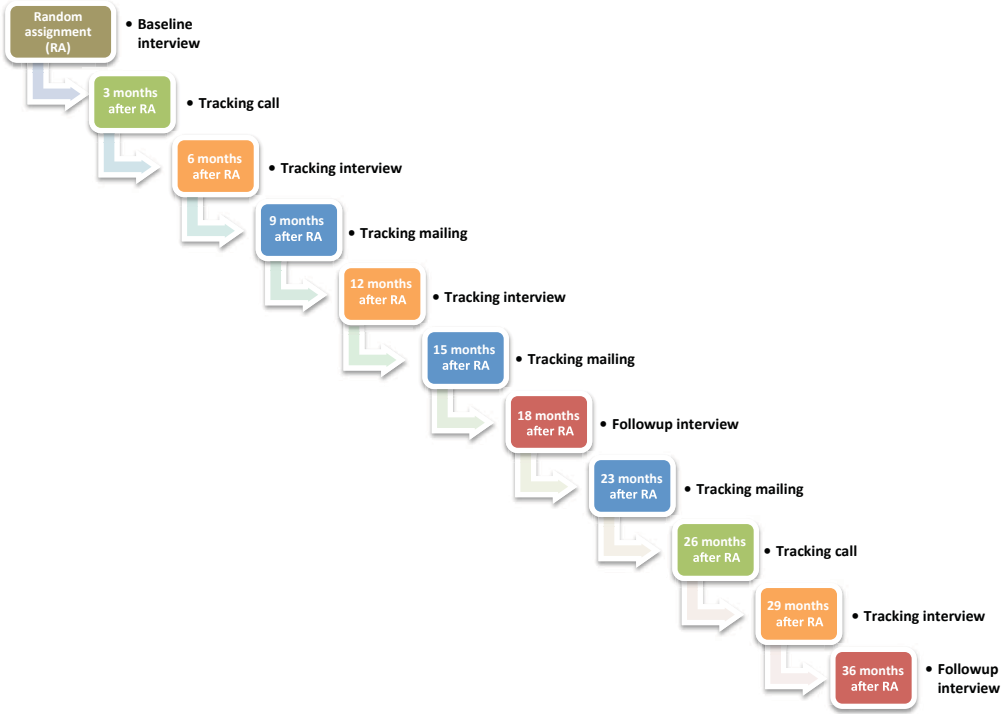 Random
assignment
(RA)
• Baseline
interview
3 months
after RA
• Tracking call
6 months
after RA
• Tracking interview
9 months
after RA
• Tracking mailing
12 months
after RA
• Tracking interview
15 months
after RA
• Tracking mailing
18 months
after RA
• Followup interview
23 months
after RA
• Tracking mailing
26 months
after RA
• Tracking call
29 months
after RA
• Tracking interview
36 months
after RA
• Followup
interview